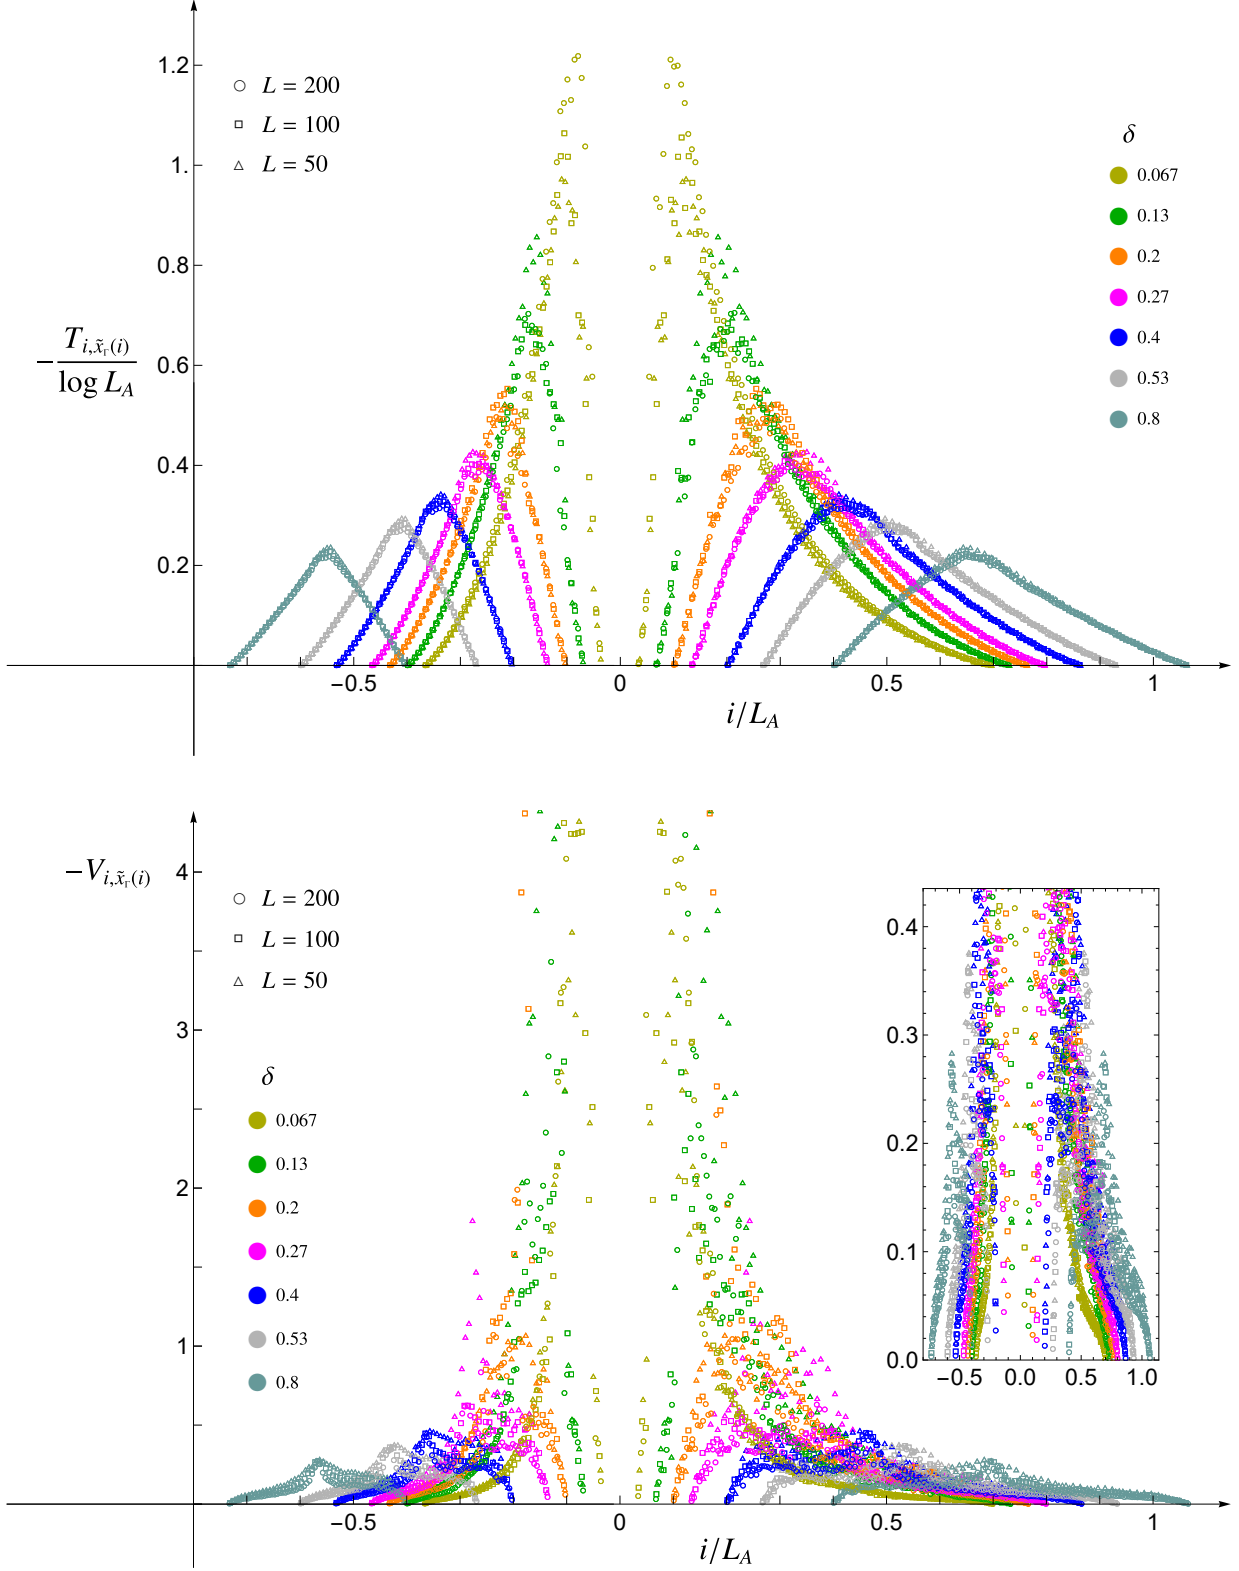 1.2
1.
0.8
0.6
0.4
0.2
−0.5 0 0.5 1
○ L = 200
□ L = 100
△ L = 50
δ
0.067
0.13
0.2
0.27
0.4
0.53
0.8
−T_{i,x̃_Γ(i)} / log L_A
i/L_A
4
3
2
1
−0.5 0 0.5 1
−V_{i,x̃_Γ(i)}
○ L = 200
□ L = 100
△ L = 50
δ
0.067
0.13
0.2
0.27
0.4
0.53
0.8
0.4
0.3
0.2
0.1
0.0
−0.5 0.0 0.5 1.0
i/L_A